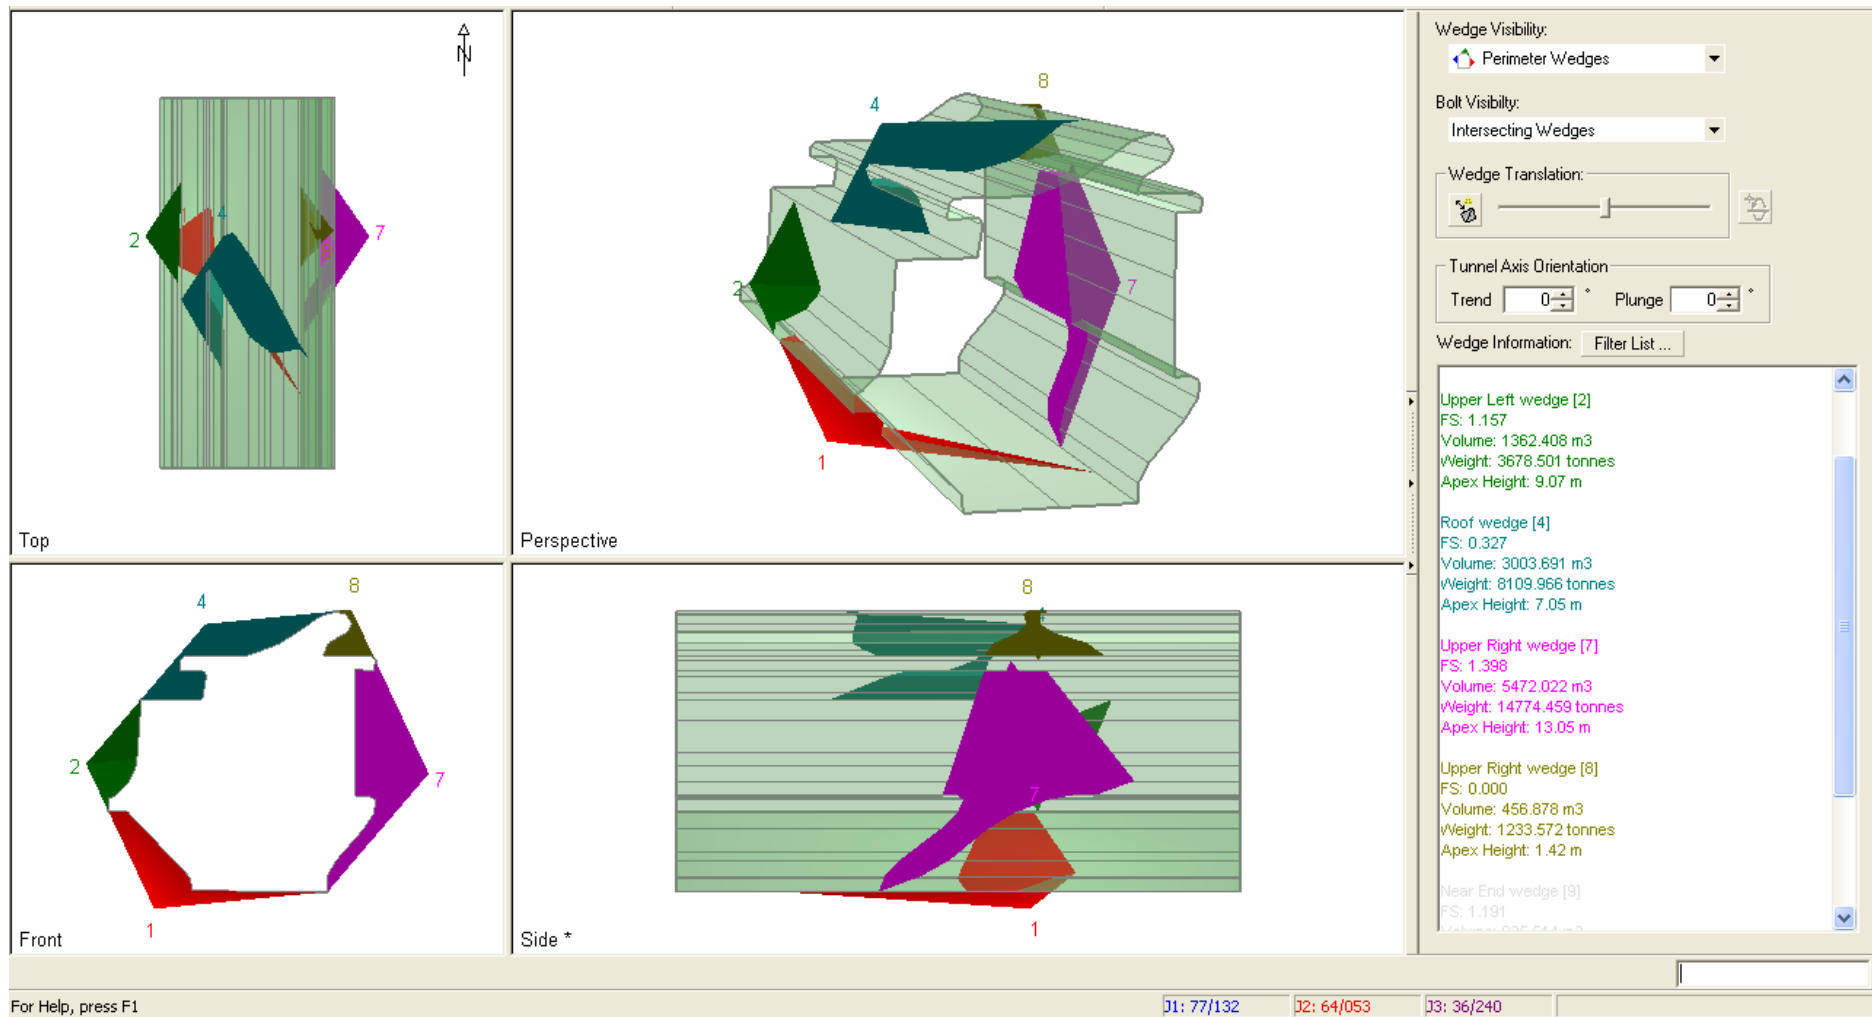 N
2
1
4
8
7
Top
4
8
2
7
1
Perspective
4
8
2
7
1
Front
8
4
7
1
Side *
Wedge Visibility:
Perimeter Wedges
Bolt Visibilty:
Intersecting Wedges
Wedge Translation:
Tunnel Axis Orientation
Trend 0 ° Plunge 0 °
Wedge Information: Filter List ...
Upper Left wedge [2]
FS: 1.157
Volume: 1362.408 m3
Weight: 3678.501 tonnes
Apex Height: 9.07 m
Roof wedge [4]
FS: 0.327
Volume: 3003.691 m3
Weight: 8109.966 tonnes
Apex Height: 7.05 m
Upper Right wedge [7]
FS: 1.398
Volume: 5472.022 m3
Weight: 14774.459 tonnes
Apex Height: 13.05 m
Upper Right wedge [8]
FS: 0.000
Volume: 456.878 m3
Weight: 1233.572 tonnes
Apex Height: 1.42 m
Near End wedge [9]
FS: 1.191
For Help, press F1
J1: 77/132
J2: 64/053
J3: 36/240